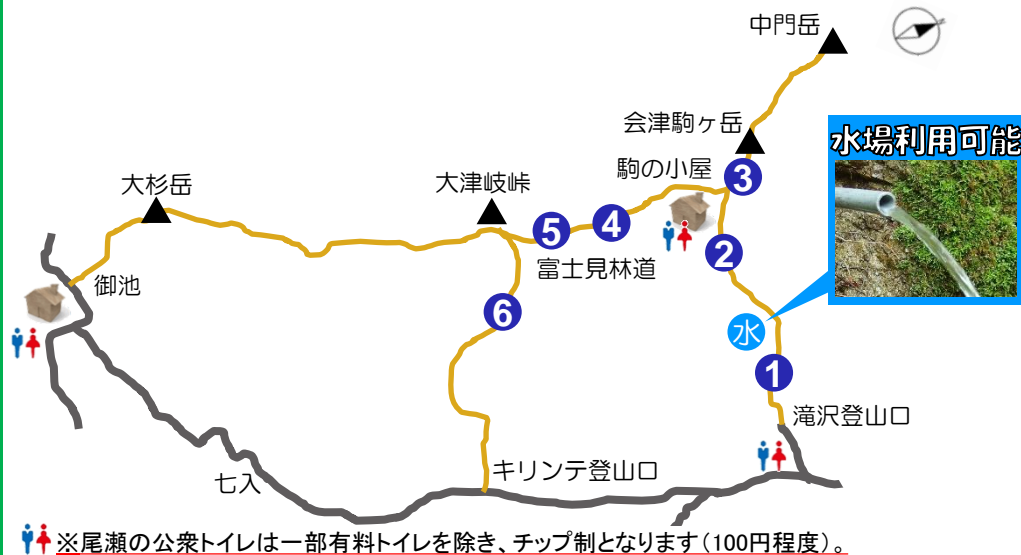 中門岳
会津駒ヶ岳
水場利用可能
駒の小屋
3
大杉岳
大津岐峠
5
4
2
富士見林道
御池
6
水
1
滝沢登山口
キリンテ登山口
七入
※尾瀬の公衆トイレは一部有料トイレを除き、チップ制となります(100円程度)。